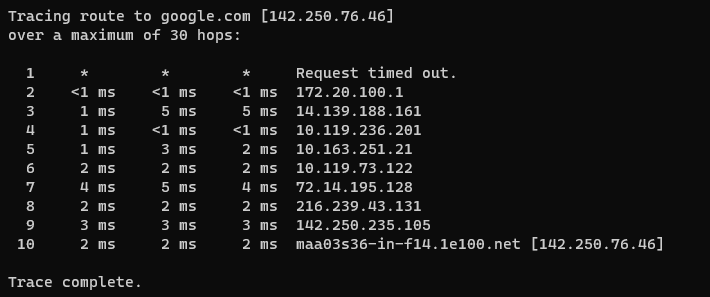 Tracing route to google.com [142.250.76.46]
over a maximum of 30 hops:
1 * * * Request timed out.
2 <1 ms <1 ms <1 ms 172.20.100.1
3 1 ms 5 ms 5 ms 14.139.188.161
4 1 ms <1 ms <1 ms 10.119.236.201
5 1 ms 3 ms 2 ms 10.163.251.21
6 2 ms 2 ms 2 ms 10.119.73.122
7 4 ms 5 ms 4 ms 72.14.195.128
8 2 ms 2 ms 2 ms 216.239.43.131
9 3 ms 3 ms 3 ms 142.250.235.105
10 2 ms 2 ms 2 ms maa03s36-in-f14.1e100.net [142.250.76.46]
Trace complete.